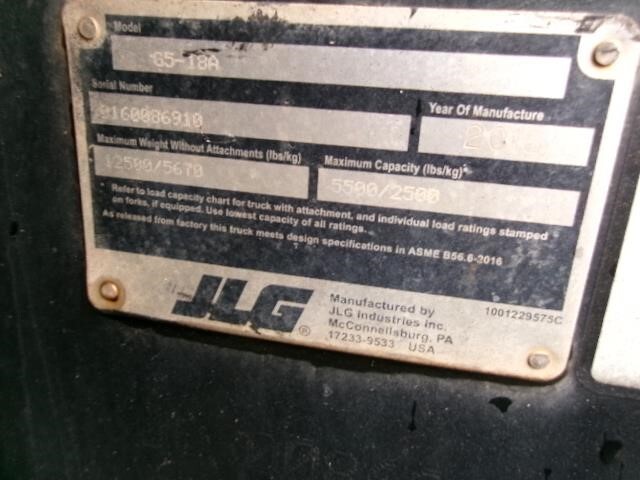 Model
G5-18A
Serial Number
0160086910
Year Of Manufacture
Maximum Weight Without Attachments (lbs/kg)
12500/5670
Maximum Capacity (lbs/kg)*
5500/2500
Refer to load capacity chart for truck with attachment, and individual load ratings stamped
on forks, if equipped. Use lowest capacity of all ratings.
As released from factory this truck meets design specifications in ASME B56.6-2016
JLG®
Manufactured by
JLG Industries Inc.
McConnellsburg, PA
17233-9533 USA
1001229575C